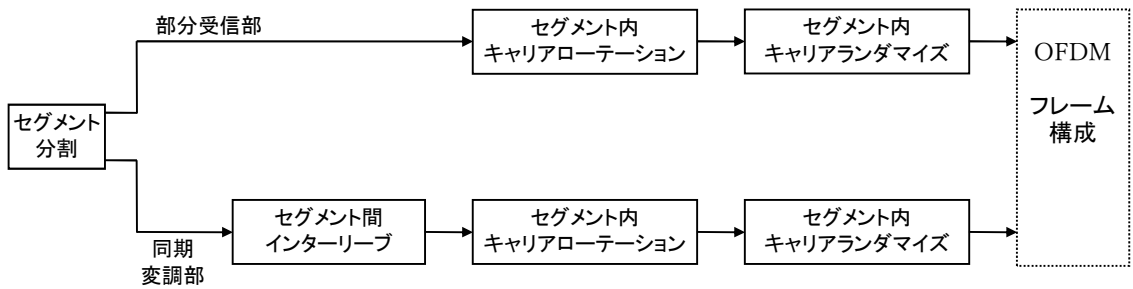 部分受信部
セグメント内
キャリアローテーション
セグメント内
キャリアランダマイズ
OFDM
フレーム
構成
セグメント
分割
セグメント間
インターリーブ
セグメント内
キャリアローテーション
セグメント内
キャリアランダマイズ
同期
変調部